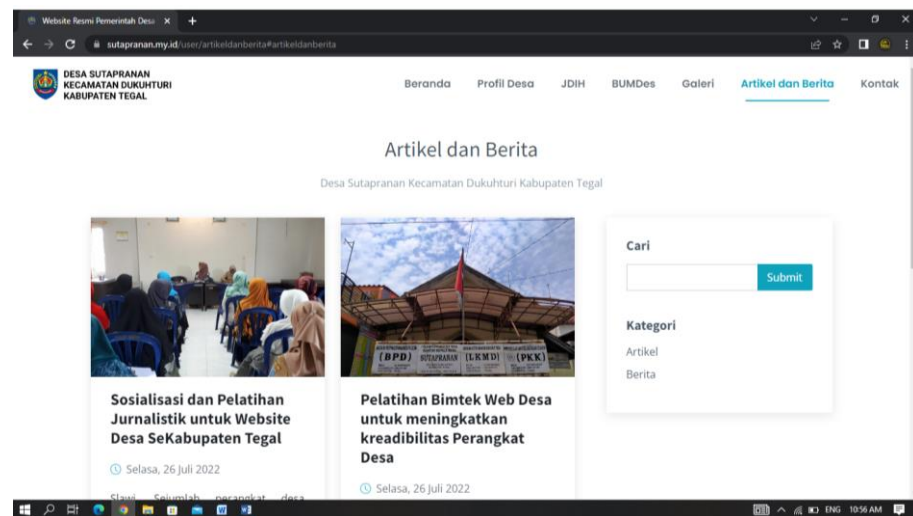 Website Resmi Pemerintah Desa
sutapranan.my.id/user/artikeldanberita#artikeldanberita
DESA SUTAPRANAN
KECAMATAN DUKUHTURI
KABUPATEN TEGAL
Beranda Profil Desa JDIH BUMDes Galeri Artikel dan Berita Kontak
Artikel dan Berita
Desa Sutapranan Kecamatan Dukuhturi Kabupaten Tegal
(BPD) SUTAPRANAN (LKMD) (PKK)
Cari
Submit
Kategori
Artikel
Berita
Sosialisasi dan Pelatihan
Jurnalistik untuk Website
Desa SeKabupaten Tegal
Selasa, 26 Juli 2022
Slawi Sejumlah perangkat desa
Pelatihan Bimtek Web Desa
untuk meningkatkan
kreadibilitas Perangkat
Desa
Selasa, 26 Juli 2022
ENG 10:56 AM